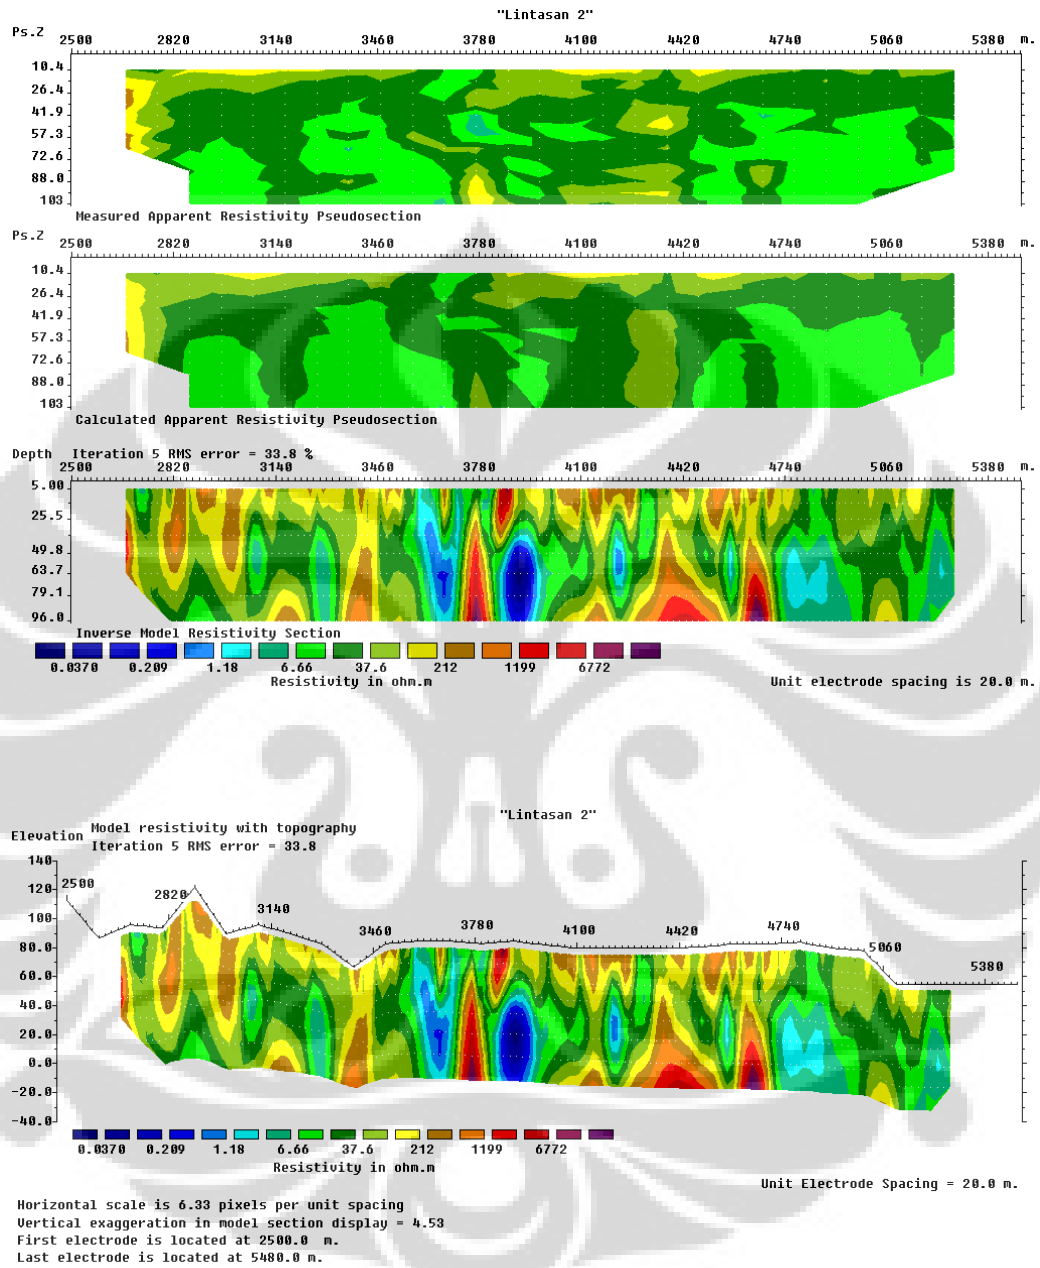 "Lintasan 2"
Ps.Z 2500 2820 3140 3460 3780 4100 4420 4740 5060 5380 m.
10.4
26.4
41.9
57.3
72.6
88.0
103
Measured Apparent Resistivity Pseudosection
Ps.Z 2500 2820 3140 3460 3780 4100 4420 4740 5060 5380 m.
10.4
26.4
41.9
57.3
72.6
88.0
103
Calculated Apparent Resistivity Pseudosection
Depth Iteration 5 RMS error = 33.8 %
2500 2820 3140 3460 3780 4100 4420 4740 5060 5380 m.
5.00
25.5
49.8
63.7
79.1
96.0
Inverse Model Resistivity Section
0.0370 0.209 1.18 6.66 37.6 212 1199 6772
Resistivity in ohm.m
Unit electrode spacing is 20.0 m.
"Lintasan 2"
Model resistivity with topography
Elevation
Iteration 5 RMS error = 33.8
140
120
100
80.0
60.0
40.0
20.0
0.0
-20.0
-40.0
2500 2820 3140 3460 3780 4100 4420 4740 5060 5380
0.0370 0.209 1.18 6.66 37.6 212 1199 6772
Resistivity in ohm.m
Unit Electrode Spacing = 20.0 m.
Horizontal scale is 6.33 pixels per unit spacing
Vertical exaggeration in model section display = 4.53
First electrode is located at 2500.0 m.
Last electrode is located at 5480.0 m.